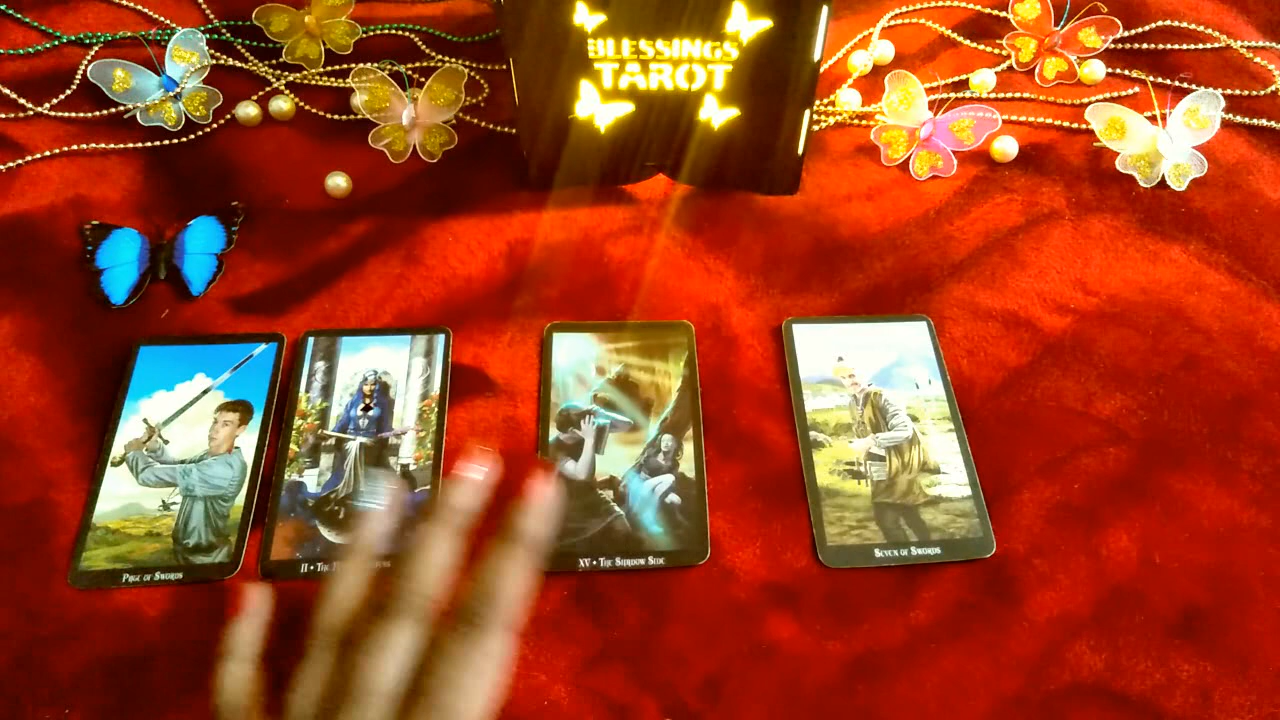 BLESSINGS
TAROT
PAGE OF SWORDS
II • THE
XV • THE SHADOW SIDE
SEVEN OF SWORDS